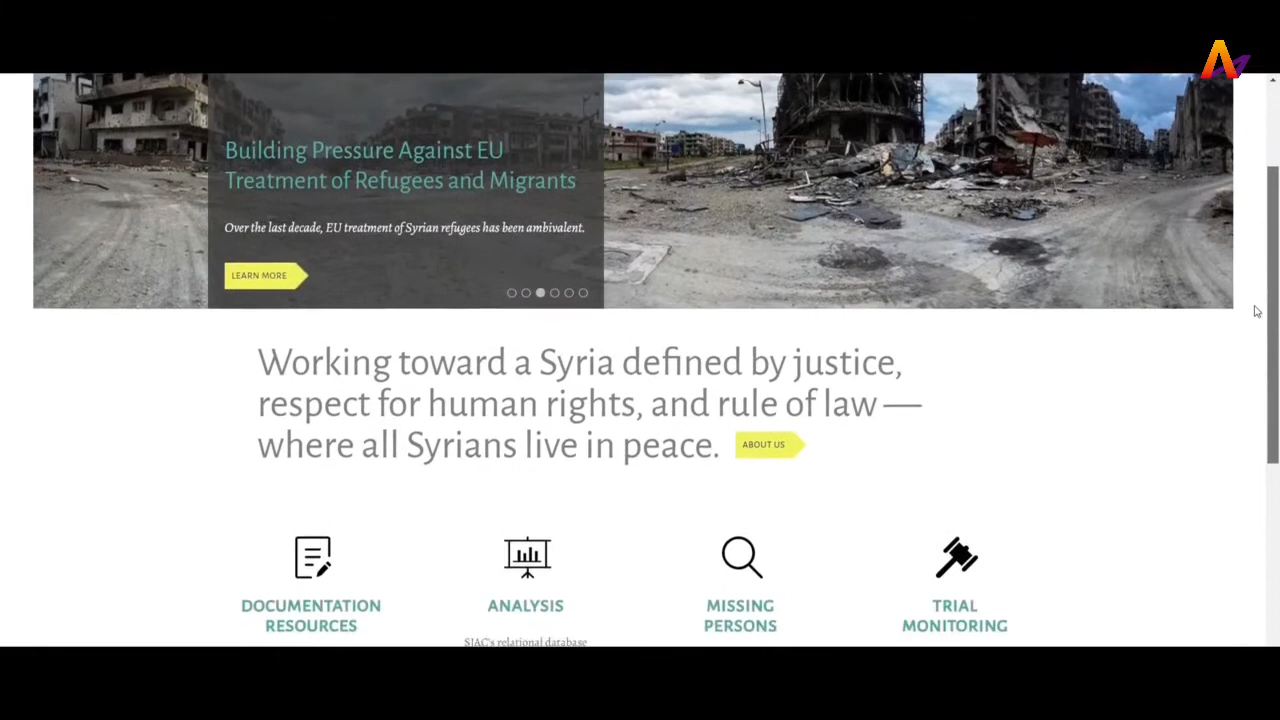 Building Pressure Against EU
Treatment of Refugees and Migrants
Over the last decade, EU treatment of Syrian refugees has been ambivalent.
LEARN MORE
Working toward a Syria defined by justice,
respect for human rights, and rule of law —
where all Syrians live in peace.
ABOUT US
DOCUMENTATION
RESOURCES
ANALYSIS
MISSING
PERSONS
TRIAL
MONITORING
SJAC's relational database